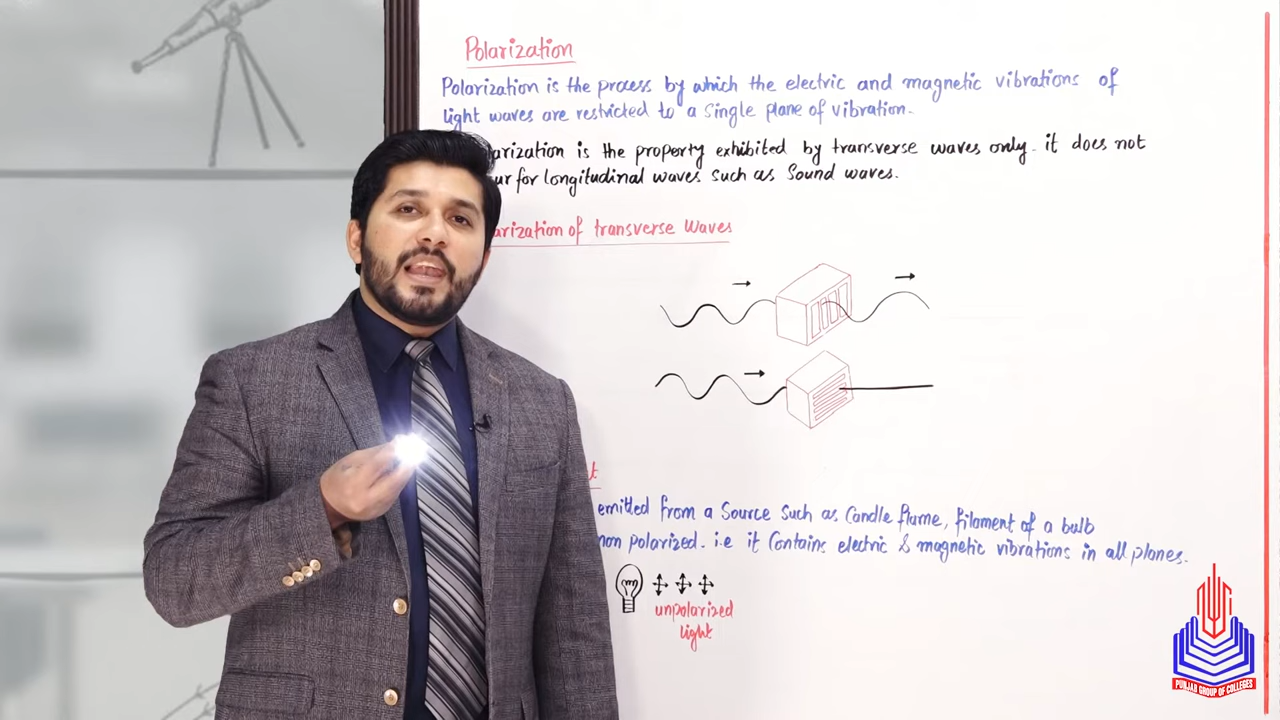 Polarization
Polarization is the process by which the electric and magnetic vibrations of
light waves are restricted to a single plane of vibration.
arization is the property exhibited by transverse waves only. it does not
ur for longitudinal waves such as Sound waves.
arization of transverse Waves
t
emitted from a Source such as Candle flame, filament of a bulb
non polarized. i.e it Contains electric & magnetic vibrations in all planes.
unpolarized
light
PUNJAB GROUP OF COLLEGES